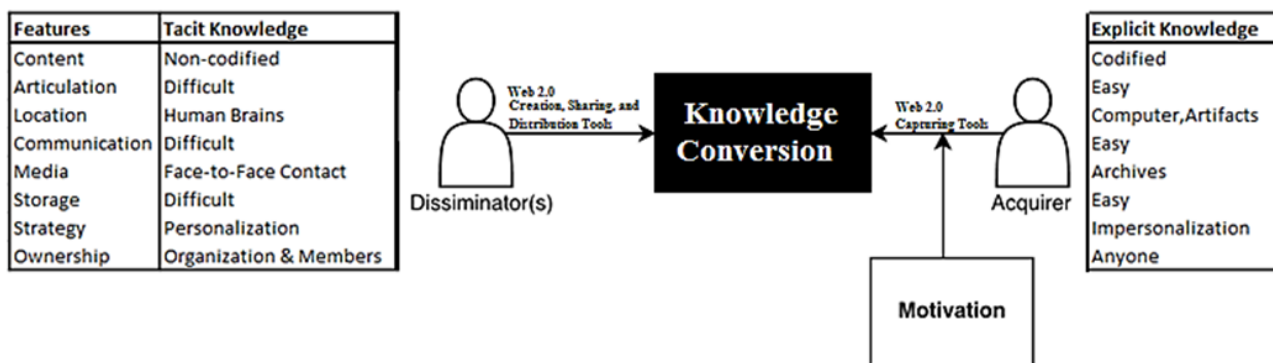 Features Tacit Knowledge
Content Non-codified
Articulation Difficult
Location Human Brains
Communication Difficult
Media Face-to-Face Contact
Storage Difficult
Strategy Personalization
Ownership Organization & Members
Web 2.0
Creation, Sharing, and
Distribution Tools
Dissiminator(s)
Knowledge
Conversion
Web 2.0
Capturing Tools
Acquirer
Motivation
Explicit Knowledge
Codified
Easy
Computer,Artifacts
Easy
Archives
Easy
Impersonalization
Anyone